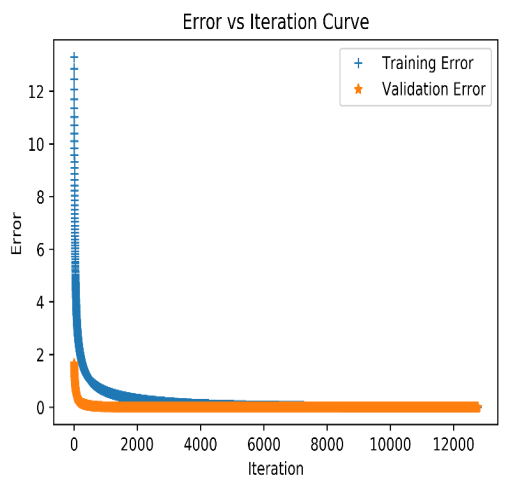 Error vs Iteration Curve
Training Error
Validation Error
12
10
8
6
4
2
0
Error
0 2000 4000 6000 8000 10000 12000
Iteration